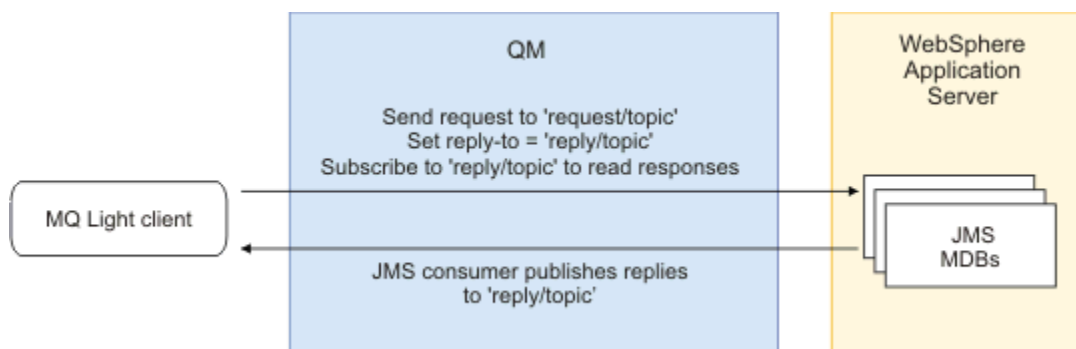 QM
WebSphere
Application
Server
Send request to 'request/topic'
Set reply-to = 'reply/topic'
Subscribe to 'reply/topic' to read responses
MQ Light client
JMS
MDBs
JMS consumer publishes replies
to 'reply/topic'